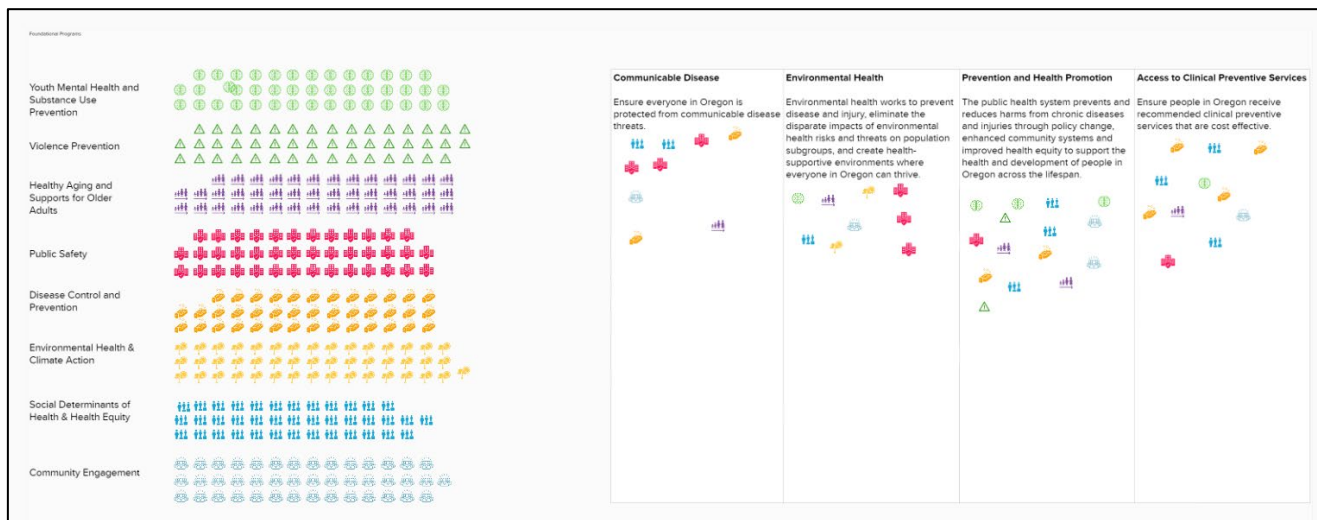 Foundational Programs
Youth Mental Health and
Substance Use
Prevention
Violence Prevention
Healthy Aging and
Supports for Older
Adults
Public Safety
Disease Control and
Prevention
Environmental Health &
Climate Action
Social Determinants of
Health & Health Equity
Community Engagement
Communicable Disease
Ensure everyone in Oregon is
protected from communicable disease
threats.
Environmental Health
Environmental health works to prevent
disease and injury, eliminate the
disparate impacts of environmental
health risks and threats on population
subgroups, and create health-
supportive environments where
everyone in Oregon can thrive.
Prevention and Health Promotion
The public health system prevents and
reduces harms from chronic diseases
and injuries through policy change,
enhanced community systems and
improved health equity to support the
health and development of people in
Oregon across the lifespan.
Access to Clinical Preventive Services
Ensure people in Oregon receive
recommended clinical preventive
services that are cost effective.